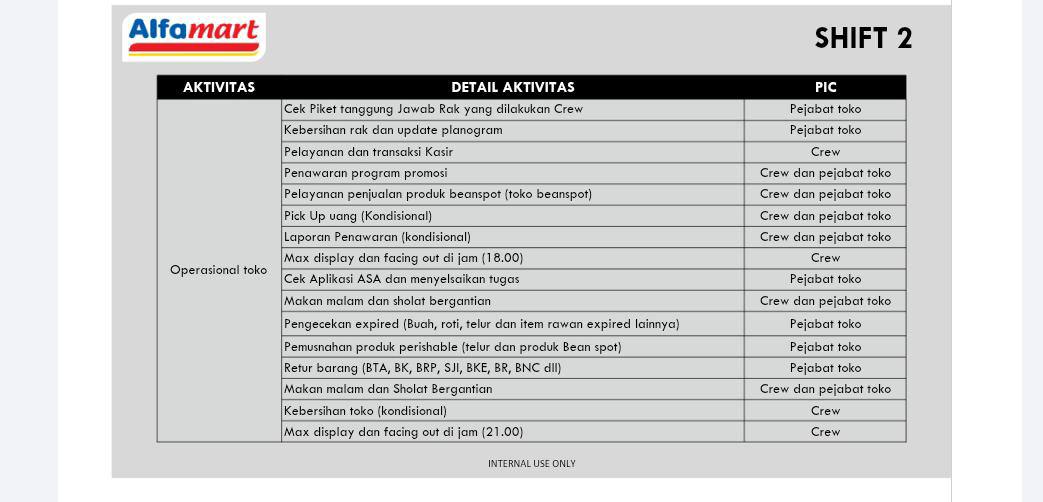 Alfamart
SHIFT 2
AKTIVITAS DETAIL AKTIVITAS PIC
Cek Piket tanggung Jawab Rak yang dilakukan Crew Pejabat toko
Kebersihan rak dan update planogram Pejabat toko
Pelayanan dan transaksi Kasir Crew
Penawaran program promosi Crew dan pejabat toko
Pelayanan penjualan produk beanspot (toko beanspot) Crew dan pejabat toko
Pick Up uang (Kondisional) Crew dan pejabat toko
Laporan Penawaran (kondisional) Crew dan pejabat toko
Max display dan facing out di jam (18.00) Crew
Operasional toko
Cek Aplikasi ASA dan menyelsaikan tugas Pejabat toko
Makan malam dan sholat bergantian Crew dan pejabat toko
Pengecekan expired (Buah, roti, telur dan item rawan expired lainnya) Pejabat toko
Pemusnahan produk perishable (telur dan produk Bean spot) Pejabat toko
Retur barang (BTA, BK, BRP, SJI, BKE, BR, BNC dll) Pejabat toko
Makan malam dan Sholat Bergantian Crew dan pejabat toko
Kebersihan toko (kondisional) Crew
Max display dan facing out di jam (21.00) Crew
INTERNAL USE ONLY